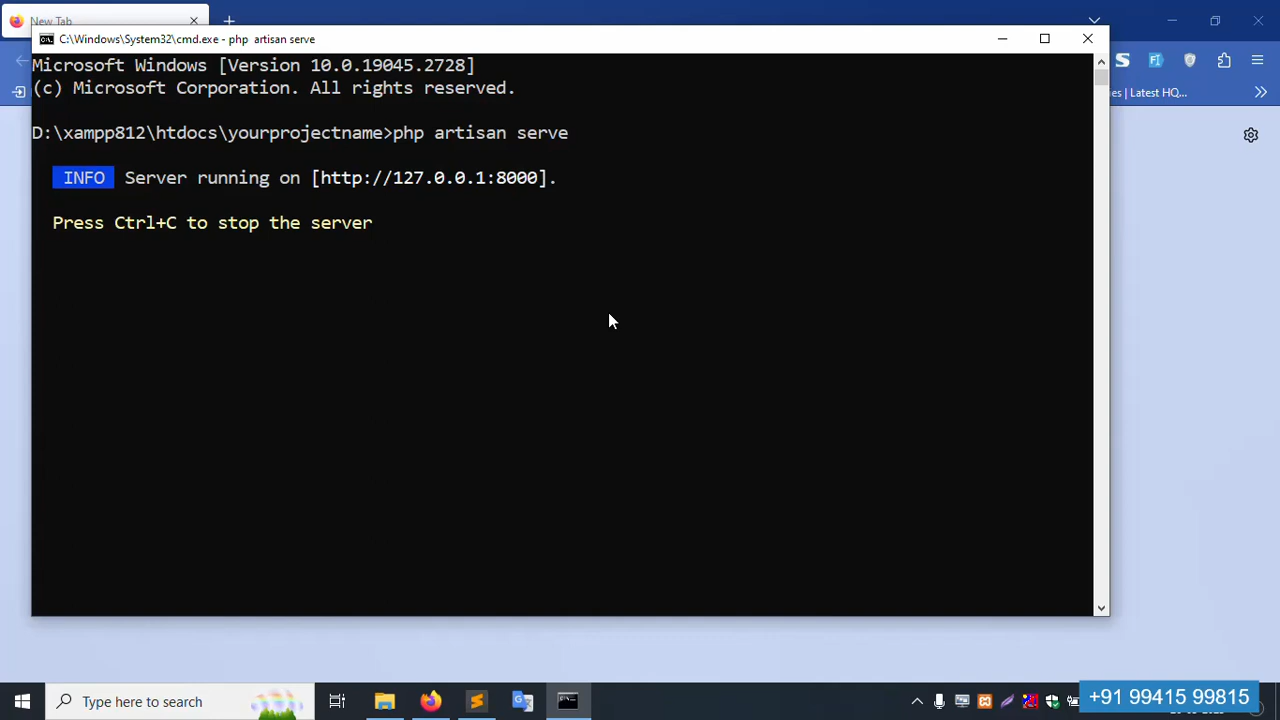 New Tab
C:\Windows\System32\cmd.exe - php  artisan serve
Microsoft Windows [Version 10.0.19045.2728]
(c) Microsoft Corporation. All rights reserved.
D:\xampp812\htdocs\yourprojectname>php artisan serve
INFO Server running on [http://127.0.0.1:8000].
Press Ctrl+C to stop the server
es | Latest HQ...
Type here to search
+91 99415 99815